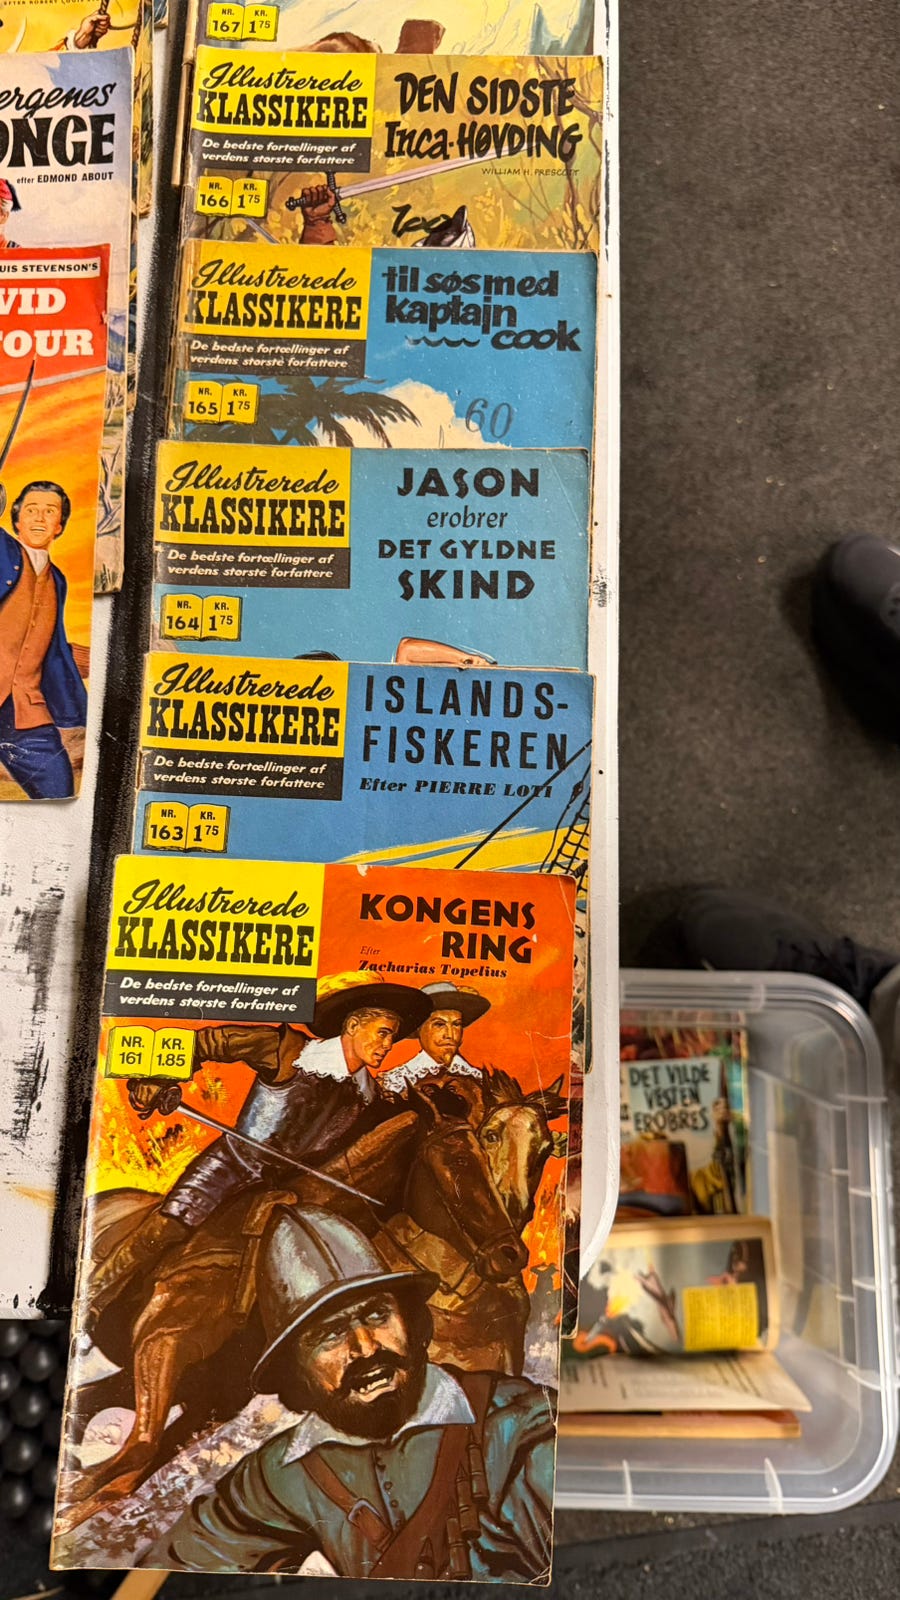 EFTER ROBERT LOUIS
ergenes
ONGE
efter EDMOND ABOUT
UIS STEVENSON'S
VID
FOUR
NR. KR.
167 1 75
Illustrerede
KLASSIKERE
De bedste fortællinger af
verdens største forfattere
NR. KR.
166 1 75
DEN SIDSTE
Inca-HØVDING
WILLIAM H. PRESCOTT
Illustrerede
KLASSIKERE
De bedste fortællinger af
verdens største forfattere
NR. KR.
165 1 75
til søs med
kaptajn
cook
60
Illustrerede
KLASSIKERE
De bedste fortællinger af
verdens største forfattere
NR. KR.
164 1 75
JASON
erobrer
DET GYLDNE
SKIND
Illustrerede
KLASSIKERE
De bedste fortællinger af
verdens største forfattere
NR. KR.
163 1 75
ISLANDS-
FISKEREN
Efter PIERRE LOTI
Illustrerede
KLASSIKERE
De bedste fortællinger af
verdens største forfattere
NR. KR.
161 1.85
KONGENS
RING
Efter
Zacharias Topelius
DET VILDE
VESTEN
EROBRES